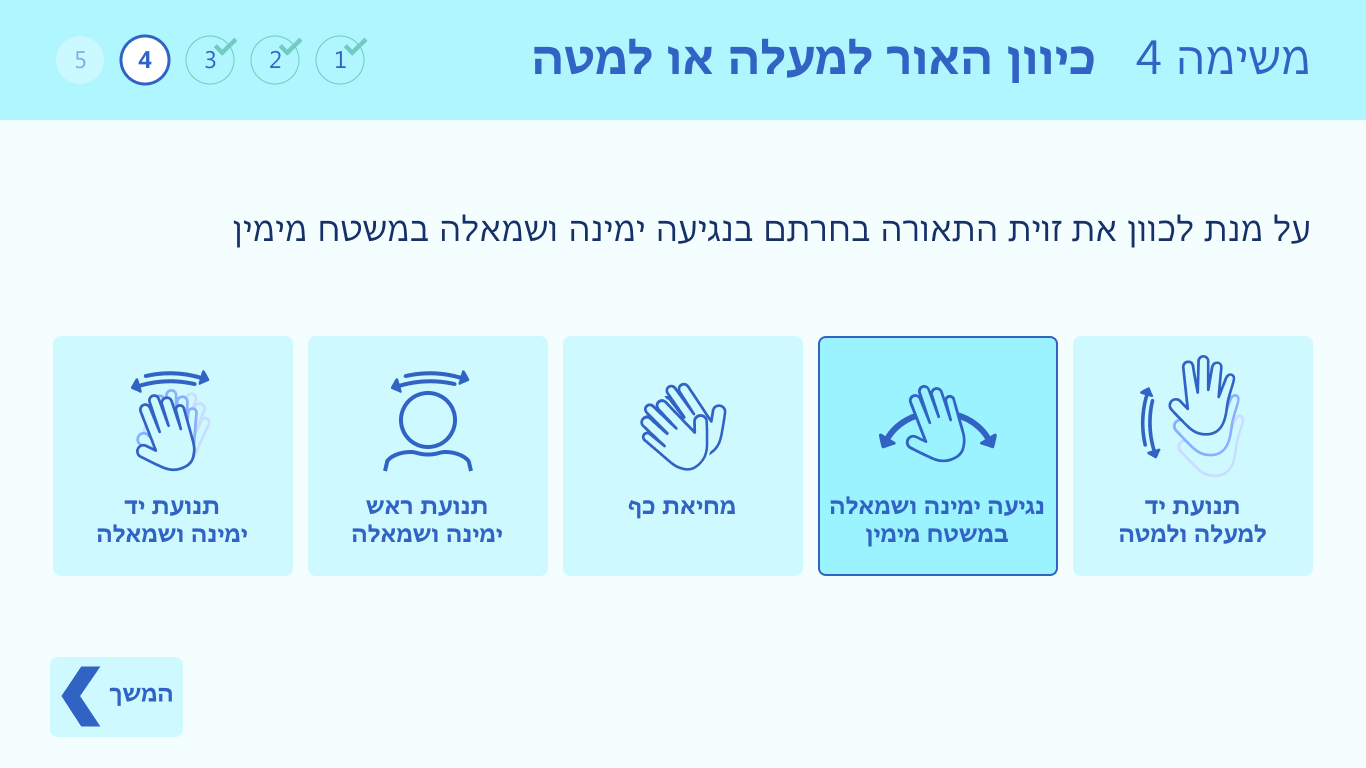 משימה 4 כיוון האור למעלה או למטה
1 2 3 4 5
על מנת לכוון את זוית התאורה בחרתם בנגיעה ימינה ושמאלה במשטח מימין
תנועת יד
למעלה ולמטה
נגיעה ימינה ושמאלה
במשטח מימין
מחיאת כף
תנועת ראש
ימינה ושמאלה
תנועת יד
ימינה ושמאלה
המשך